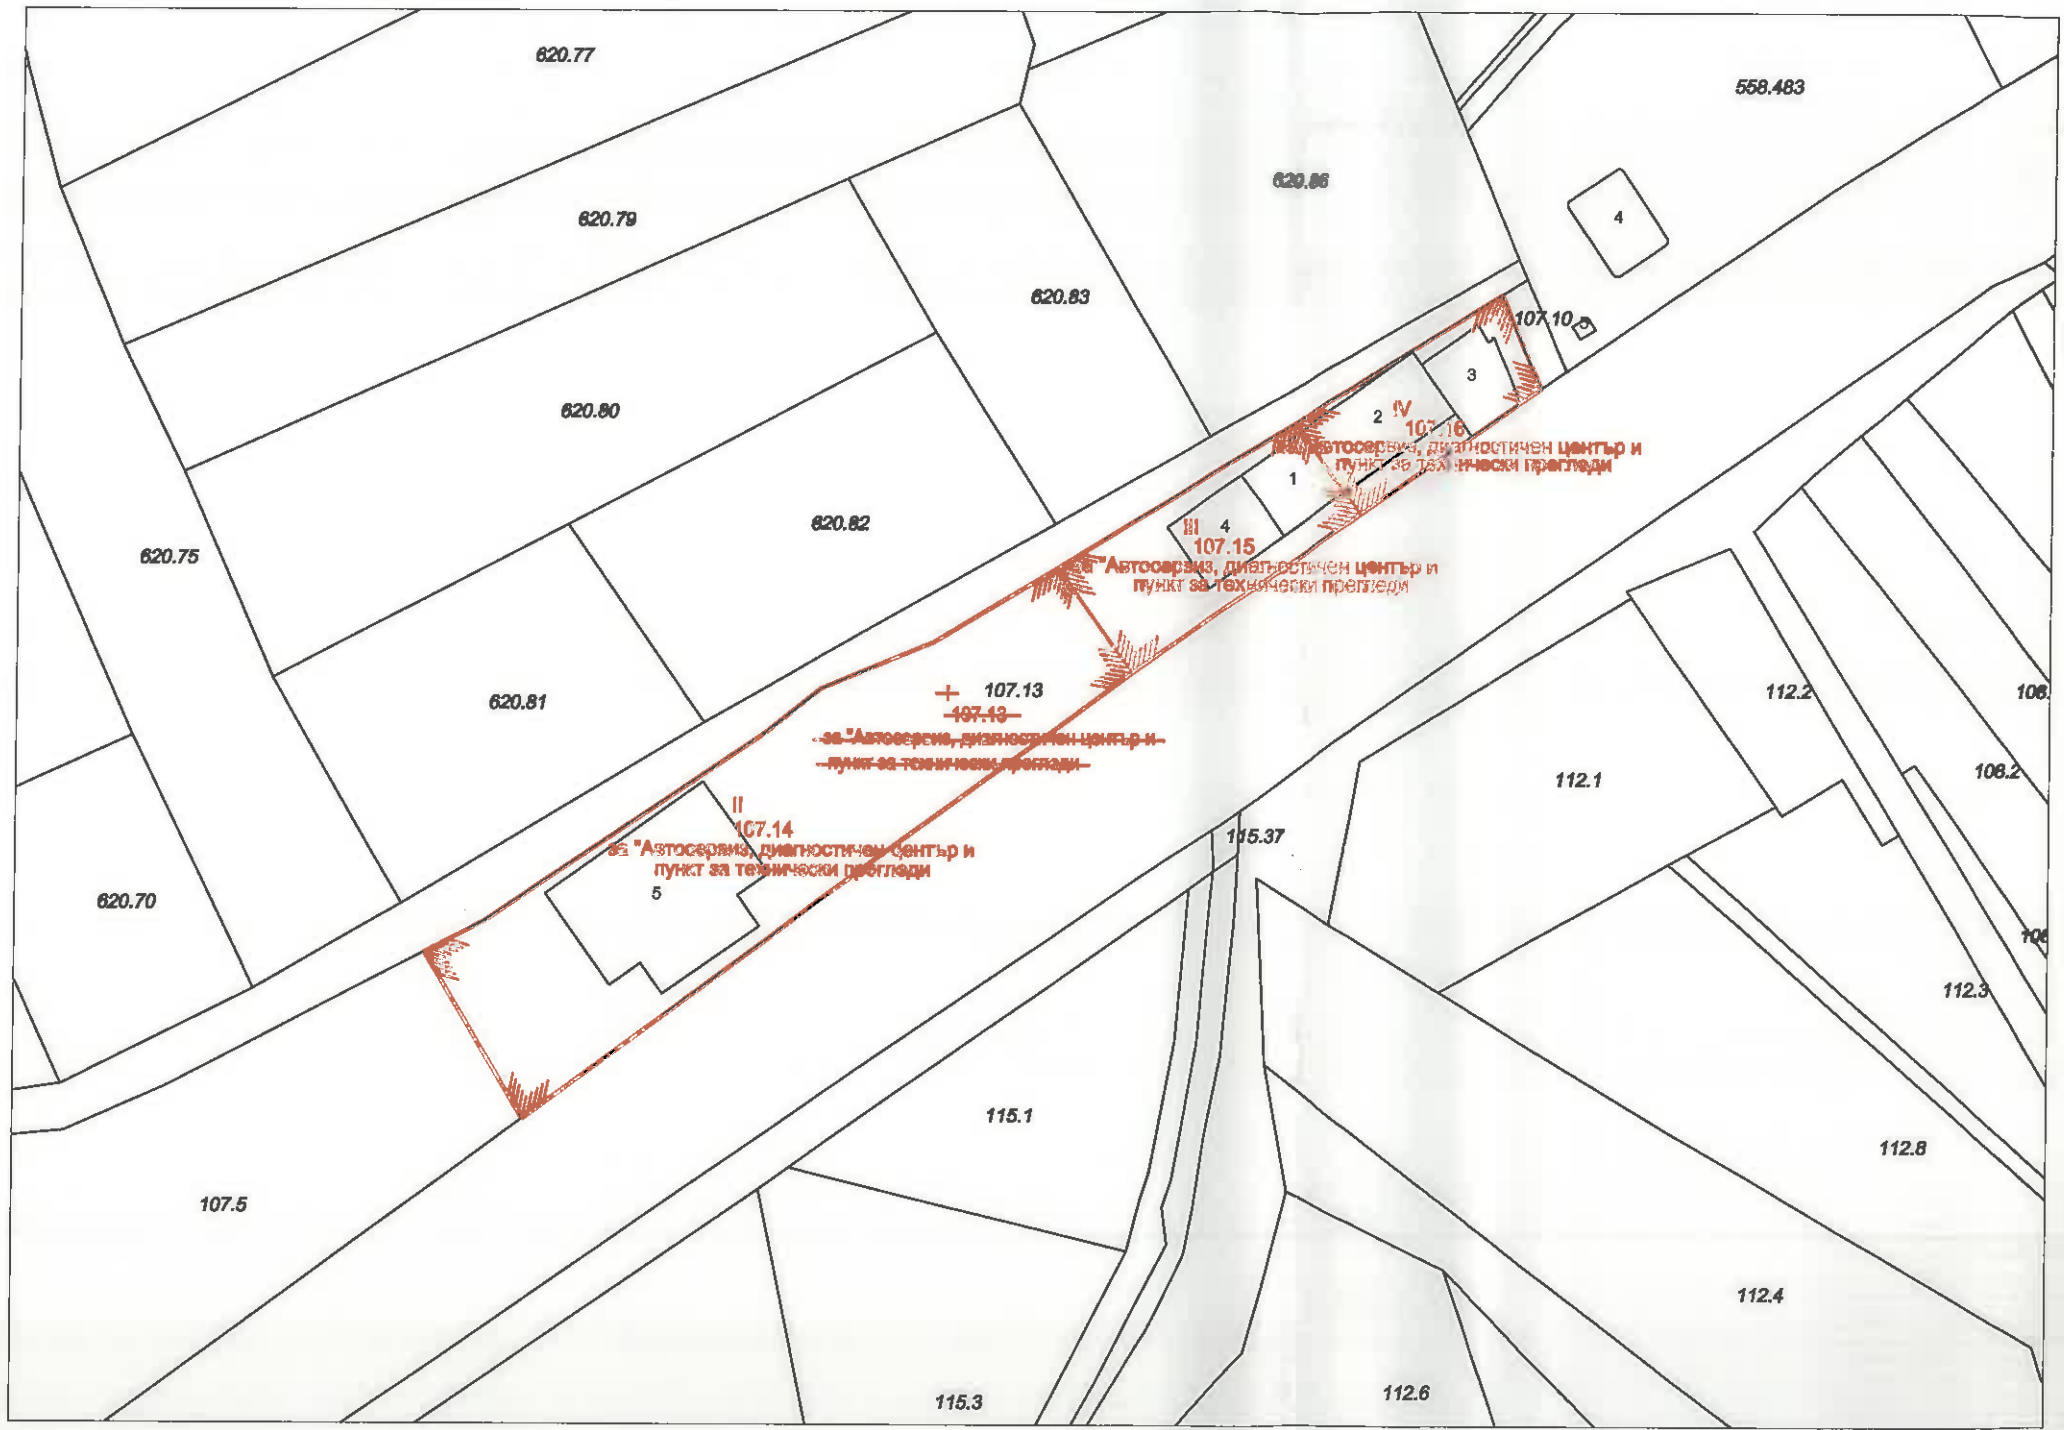 620.77
558.483
620.86
4
620.79
620.83
107.10
5
3
620.80
2
IV
107.16
автосервиз, диагностичен център и
пункт за технически прегледи
1
620.82
4
III
107.15
за "Автосервиз, диагностичен център и
пункт за технически прегледи
620.75
620.81
I
107.13
107.13
за "Автосервиз, диагностичен център и
пункт за технически прегледи
112.2
106.
108.2
112.1
II
107.14
за "Автосервиз, диагностичен център и
пункт за технически прегледи
5
115.37
620.70
112.3
115.1
112.8
107.5
112.4
115.3
112.6